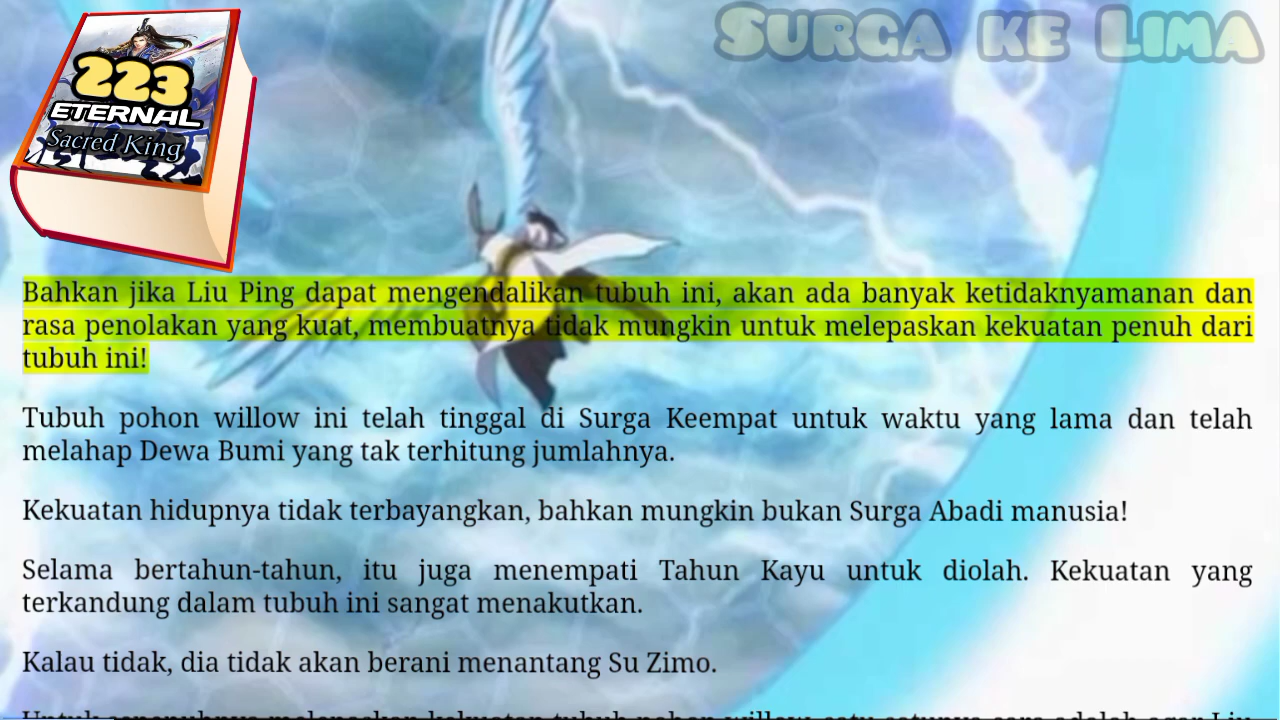 Surga ke Lima
223
ETERNAL
Sacred King
Bahkan jika Liu Ping dapat mengendalikan tubuh ini, akan ada banyak ketidaknyamanan dan
rasa penolakan yang kuat, membuatnya tidak mungkin untuk melepaskan kekuatan penuh dari
tubuh ini!
Tubuh pohon willow ini telah tinggal di Surga Keempat untuk waktu yang lama dan telah
melahap Dewa Bumi yang tak terhitung jumlahnya.
Kekuatan hidupnya tidak terbayangkan, bahkan mungkin bukan Surga Abadi manusia!
Selama bertahun-tahun, itu juga menempati Tahun Kayu untuk diolah. Kekuatan yang
terkandung dalam tubuh ini sangat menakutkan.
Kalau tidak, dia tidak akan berani menantang Su Zimo.